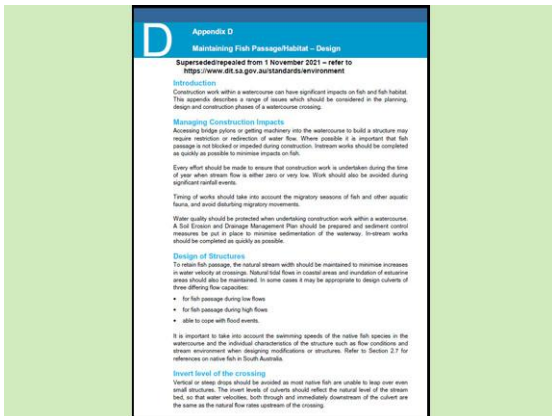 D
Appendix D
Maintaining Fish Passage/Habitat – Design
Superseded/repealed from 1 November 2021 – refer to
https://www.dit.sa.gov.au/standards/environment
Introduction
Construction work within a watercourse can have significant impacts on fish and fish habitat.
This appendix describes a range of issues which should be considered in the planning,
design and construction phases of a watercourse crossing.
Managing Construction Impacts
Accessing bridge pylons or getting machinery into the watercourse to build a structure may
require restriction or redirection of water flow. Where possible it is important that fish
passage is not blocked or impeded during construction. Instream works should be completed
as quickly as possible to minimise impacts on fish.
Every effort should be made to ensure that construction work is undertaken during the time
of year when stream flow is either zero or very low. Work should also be avoided during
significant rainfall events.
Timing of works should take into account the migratory seasons of fish and other aquatic
fauna, and avoid disturbing migratory movements.
Water quality should be protected when undertaking construction work within a watercourse.
A Soil Erosion and Drainage Management Plan should be prepared and sediment control
measures be put in place to minimise sedimentation of the waterway. In-stream works
should be completed as quickly as possible.
Design of Structures
To retain fish passage, the natural stream width should be maintained to minimise increases
in water velocity at crossings. Natural tidal flows in coastal areas and inundation of estuarine
areas should also be maintained. In some cases it may be appropriate to design culverts of
three differing flow capacities:
• for fish passage during low flows
• for fish passage during high flows
• able to cope with flood events.
It is important to take into account the swimming speeds of the native fish species in the
watercourse and the individual characteristics of the structure such as flow conditions and
stream environment when designing modifications or structures. Refer to Section 2.7 for
references on native fish in South Australia.
Invert level of the crossing
Vertical or steep drops should be avoided as most native fish are unable to leap over even
small structures. The invert levels of culverts should reflect the natural level of the stream
bed, so that water velocities, both through and immediately downstream of the culvert are
the same as the natural flow rates upstream of the crossing.